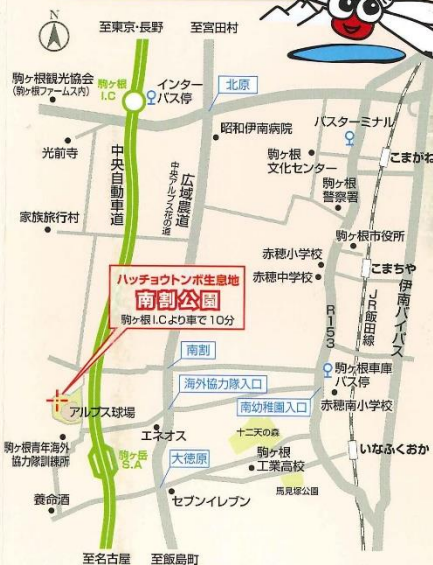 N
至東京・長野
至宮田村
駒ヶ根観光協会
(駒ヶ根ファームス内)
駒ヶ根
I.C
インター
バス停
北原
バスターミナル
昭和伊南病院
光前寺
駒ヶ根
文化センター
こまがね
駒ヶ根
警察署
中央自動車道
中央アルプス花の道
広域農道
家族旅行村
駒ヶ根市役所
赤穂小学校
赤穂中学校
こまちや
ハッチョウトンボ生息地
南割公園
駒ヶ根I.Cより車で10分
R153
JR飯田線
伊南バイパス
南割
海外協力隊入口
駒ヶ根車庫
バス停
南幼稚園入口
赤穂南小学校
アルプス球場
エネオス
十二天の森
駒ヶ根青年海外
協力隊訓練所
駒ヶ岳
S.A
大徳原
駒ヶ根
工業高校
いなふくおか
馬見塚公園
養命酒
セブンイレブン
至名古屋
至飯島町